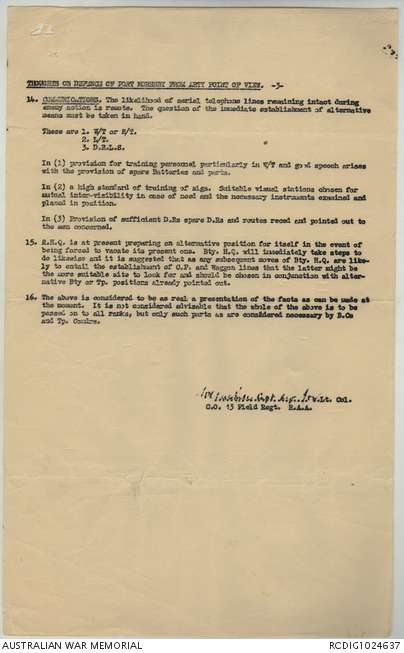 THOUGHTS ON DEFENCE OF PORT MORESBY FROM ARTY POINT OF VIEW. -3-
14. COMMUNICATIONS. The likelihood of aerial telephone lines remaining intact during
enemy action is remote. The question of the immediate establishment of alternative
means must be taken in hand.
These are 1. W/T or R/T.
2. L/T.
3. D.R.L.S.
In (1) provision for training personnel particularly in W/T and good speech arises
with the provision of spare Batteries and parts.
In (2) a high standard of training of sigs. Suitable visual stations chosen for
mutual inter-visibility in case of need and the necessary instruments examined and
placed in position.
In (3) Provision of sufficient D.Rs spare D.Rs and routes recced and pointed out to
the men concerned.
15. R.H.Q. is at present preparing an alternative position for itself in the event of
being forced to vacate its present one. Bty. H.Q. will immediately take steps to
do likewise and it is suggested that as any subsequent moves of Bty. H.Q. are like-
ly to entail the establishment of O.P. and Waggon lines that the latter might be
the more suitable site to look for and should be chosen in conjunction with alter-
native Bty or Tp. positions already pointed out.
16. The above is considered to be as real a presentation of the facts as can be made at
the moment. It is not considered advisable that the whole of the above is to be
passed on to all ranks, but only such parts as are considered necessary by B.Cs
and Tp. Comdrs.
Capt. Lt. Col.
C.O. 13 Field Regt. R.A.A.
AUSTRALIAN WAR MEMORIAL
RCDIG1024637